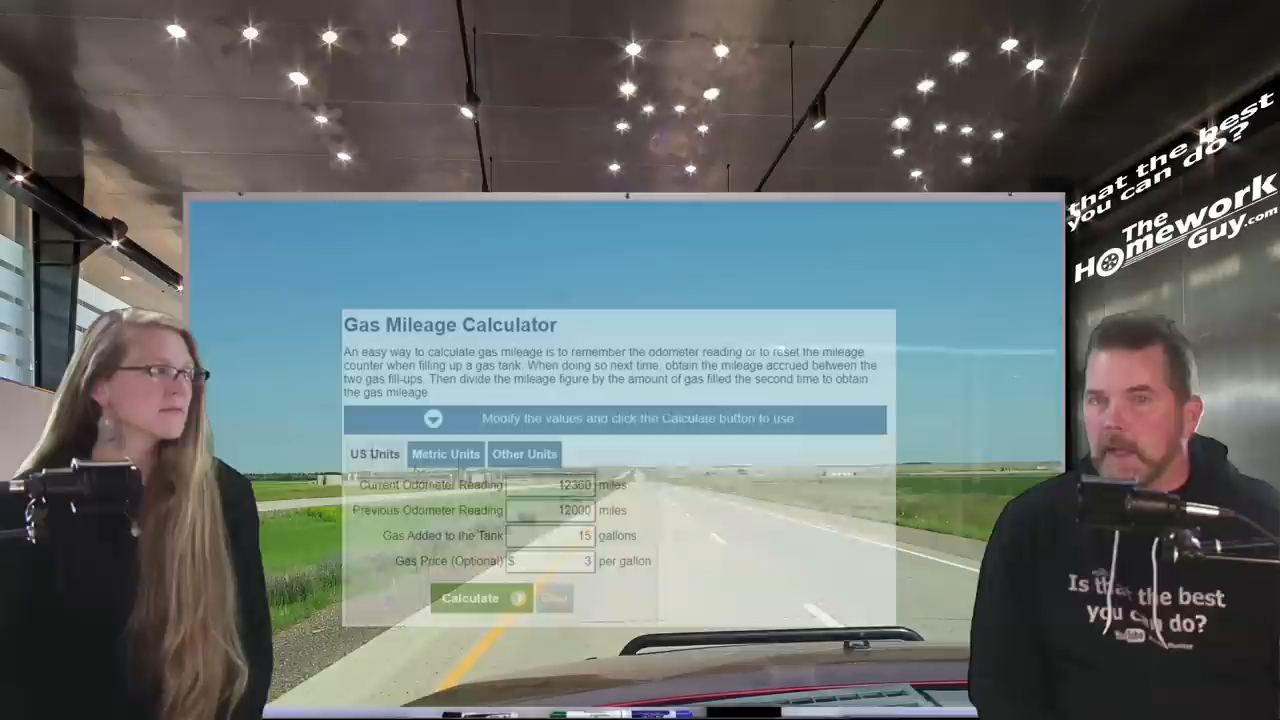 that the best
you can do?
The
Homework
Guy.com
Gas Mileage Calculator
An easy way to calculate gas mileage is to remember the odometer reading or to reset the mileage
counter when filling up a gas tank. When doing so next time, obtain the mileage accrued between the
two gas fill-ups. Then divide the mileage figure by the amount of gas filled the second time to obtain
the gas mileage
Modify the values and click the Calculate button to use
US Units Metric Units Other Units
Current Odometer Reading 12360 miles
Previous Odometer Reading 12000 miles
Gas Added to the Tank 15 gallons
Gas Price (Optional) $ 3 per gallon
Calculate Clear
Is that the best
you can do?
YouTube